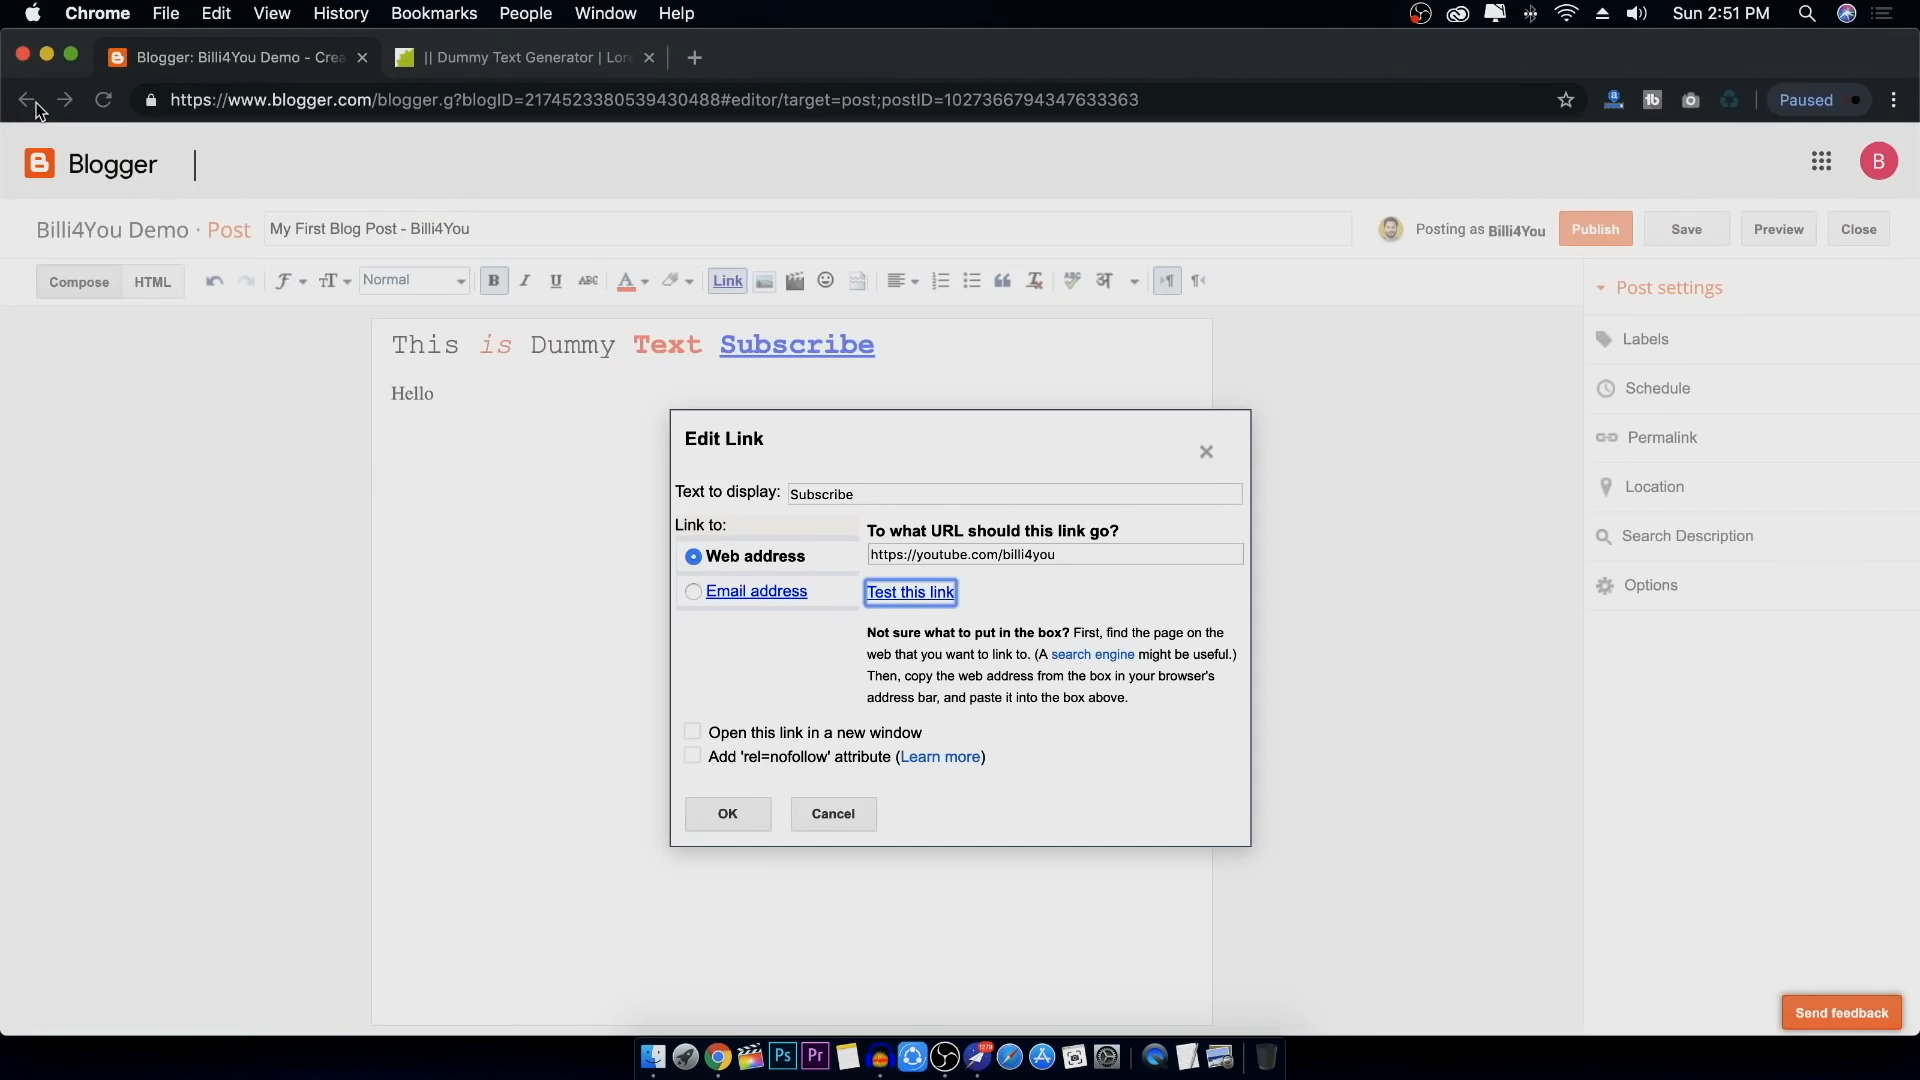 Chrome File Edit View History Bookmarks People Window Help Sun 2:51 PM
Blogger: Billi4You Demo - Crea || Dummy Text Generator | Lore
https://www.blogger.com/blogger.g?blogID=2174523380539430488#editor/target=post;postID=1027366794347633363 Paused
Blogger B
Billi4You Demo · Post My First Blog Post - Billi4You Posting as Billi4You Publish Save Preview Close
Compose HTML Normal B I U ABC A Link अ
Post settings
Labels
Schedule
Permalink
Location
Search Description
Options
This is Dummy Text Subscribe
Hello
Edit Link
Text to display: Subscribe
Link to:
To what URL should this link go?
Web address https://youtube.com/billi4you
Email address Test this link
Not sure what to put in the box? First, find the page on the
web that you want to link to. (A search engine might be useful.)
Then, copy the web address from the box in your browser's
address bar, and paste it into the box above.
Open this link in a new window
Add 'rel=nofollow' attribute (Learn more)
OK Cancel
Send feedback
Ps Pr